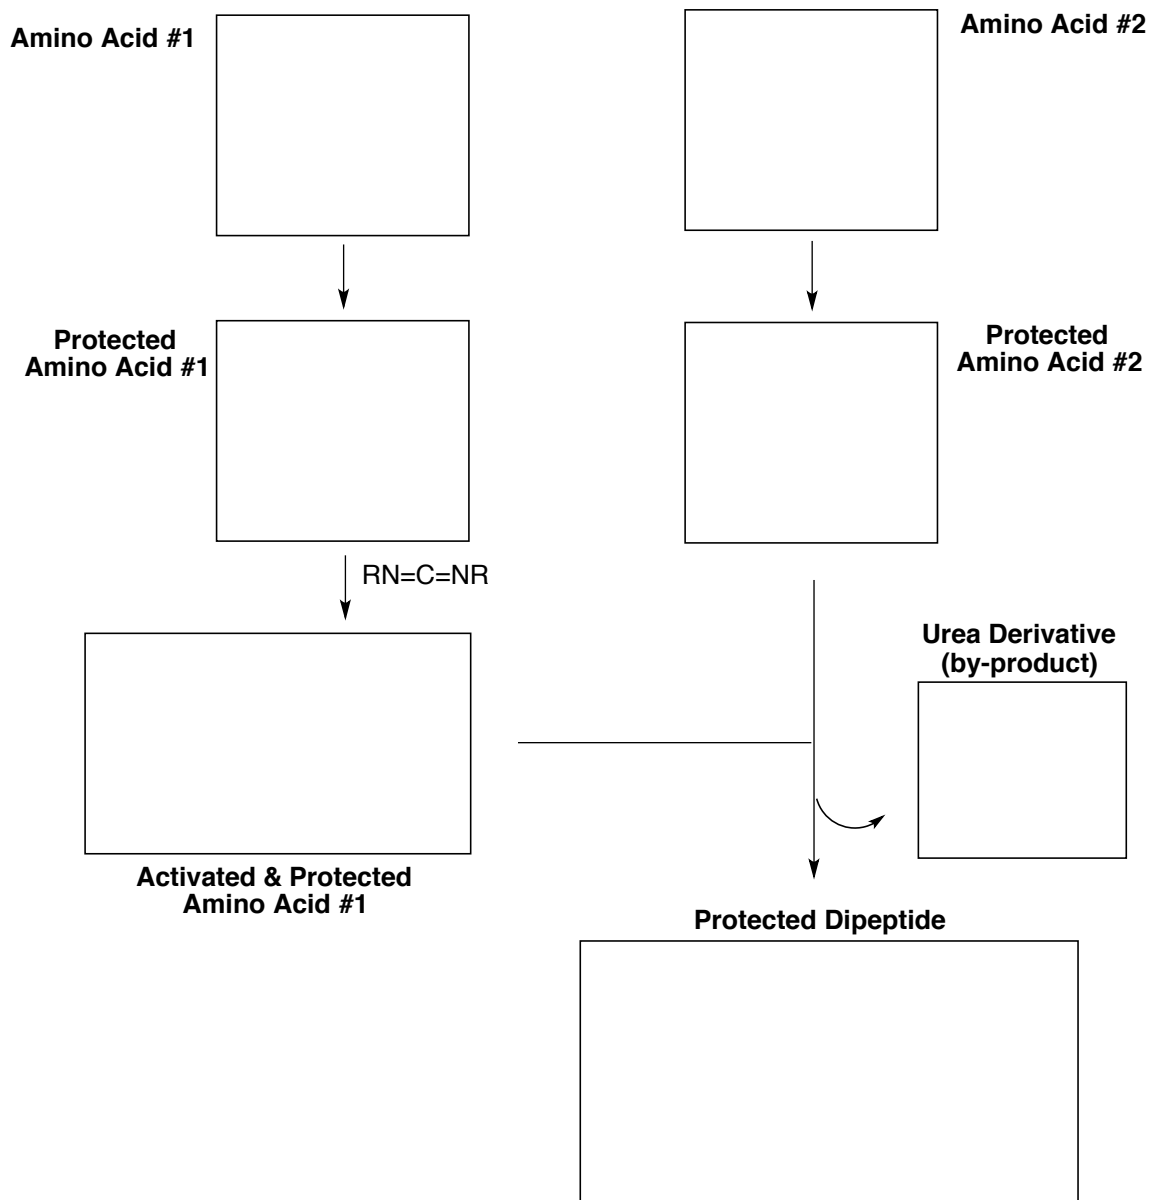 Amino Acid #1
Amino Acid #2
Protected
Amino Acid #1
Protected
Amino Acid #2
RN=C=NR
Urea Derivative
(by-product)
Activated & Protected
Amino Acid #1
Protected Dipeptide